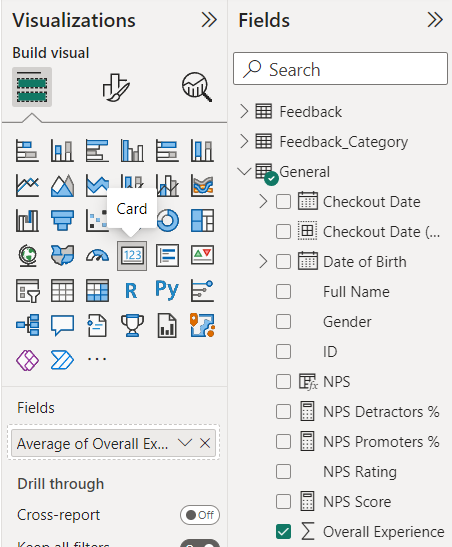 Visualizations
Build visual
Card
123
R
Py
Fields
Average of Overall Ex...
Drill through
Cross-report
Off
Keep all filters
Fields
Search
Feedback
Feedback_Category
General
Checkout Date
Checkout Date (...
Date of Birth
Full Name
Gender
ID
NPS
NPS Detractors %
NPS Promoters %
NPS Rating
NPS Score
Overall Experience